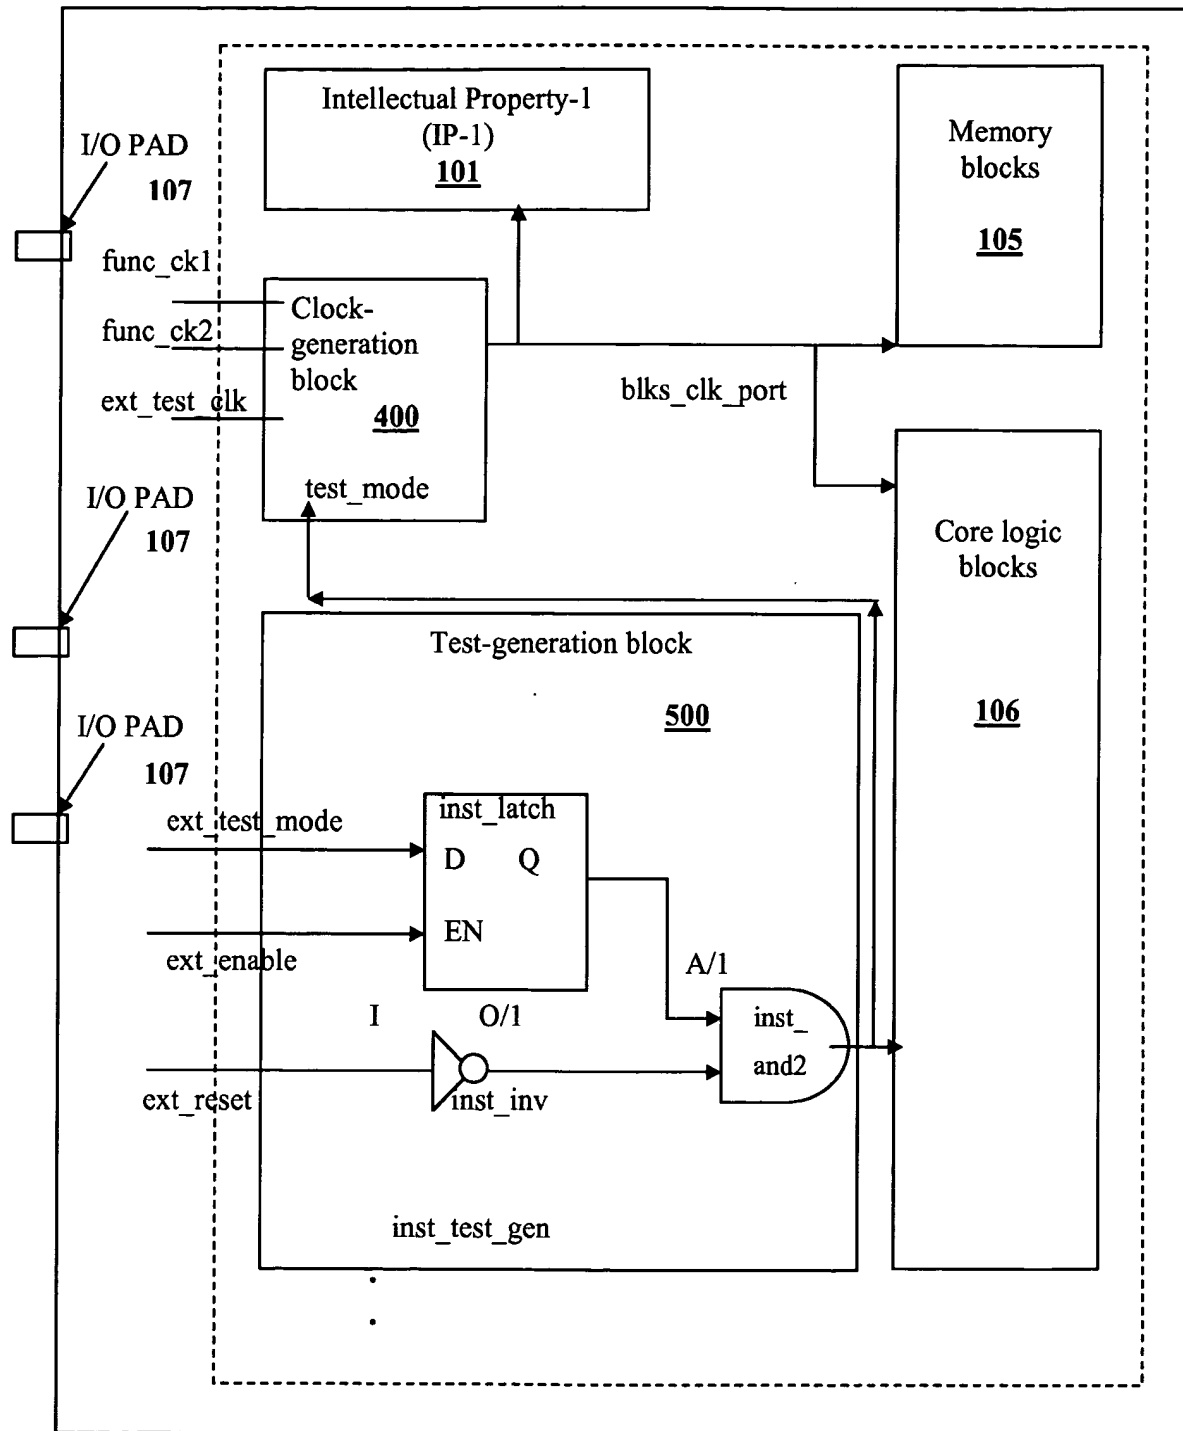 Intellectual Property-1
(IP-1)
101
Memory
blocks
105
I/O PAD
107
func_ck1
func_ck2
ext_test_clk
Clock-
generation
block
400
test_mode
blks_clk_port
I/O PAD
107
Core logic
blocks
106
Test-generation block
500
I/O PAD
107
ext_test_mode
inst_latch
D Q
EN
ext_enable
A/1
I O/1
inst_
and2
ext_reset
inst_inv
inst_test_gen